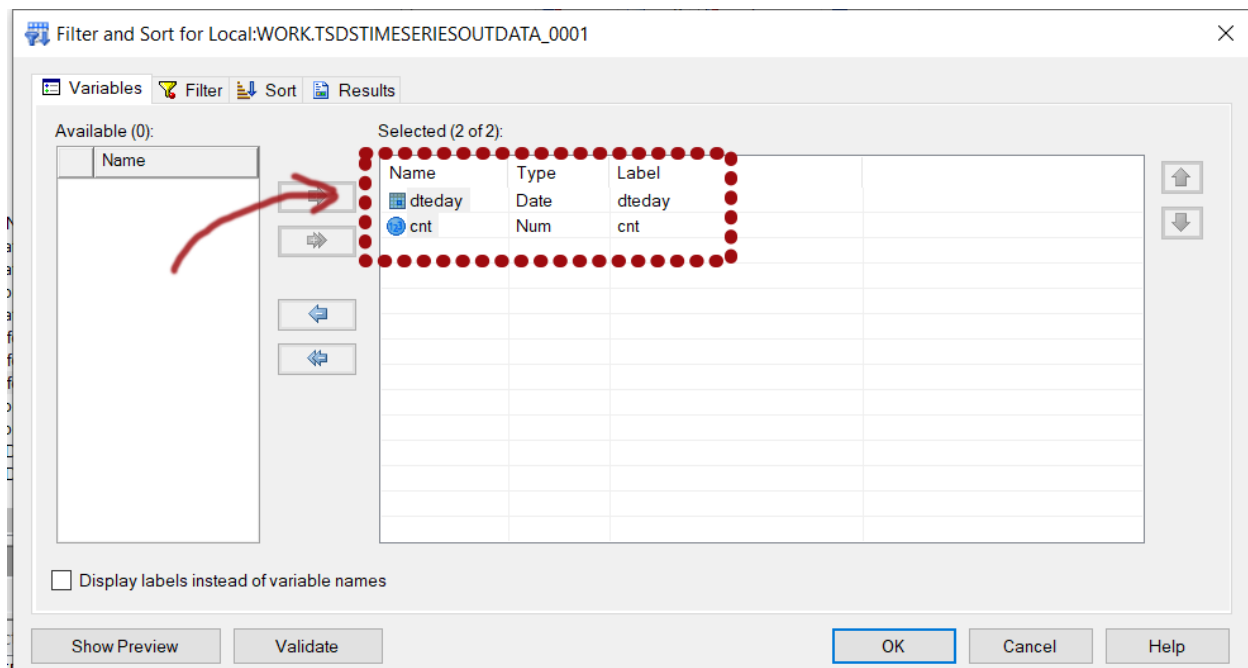 Filter and Sort for Local:WORK.TSDSTIMESERIESOUTDATA_0001
Variables Filter Sort Results
Available (0): Selected (2 of 2):
Name
Name Type Label
dteday Date dteday
cnt Num cnt
Display labels instead of variable names
Show Preview Validate OK Cancel Help